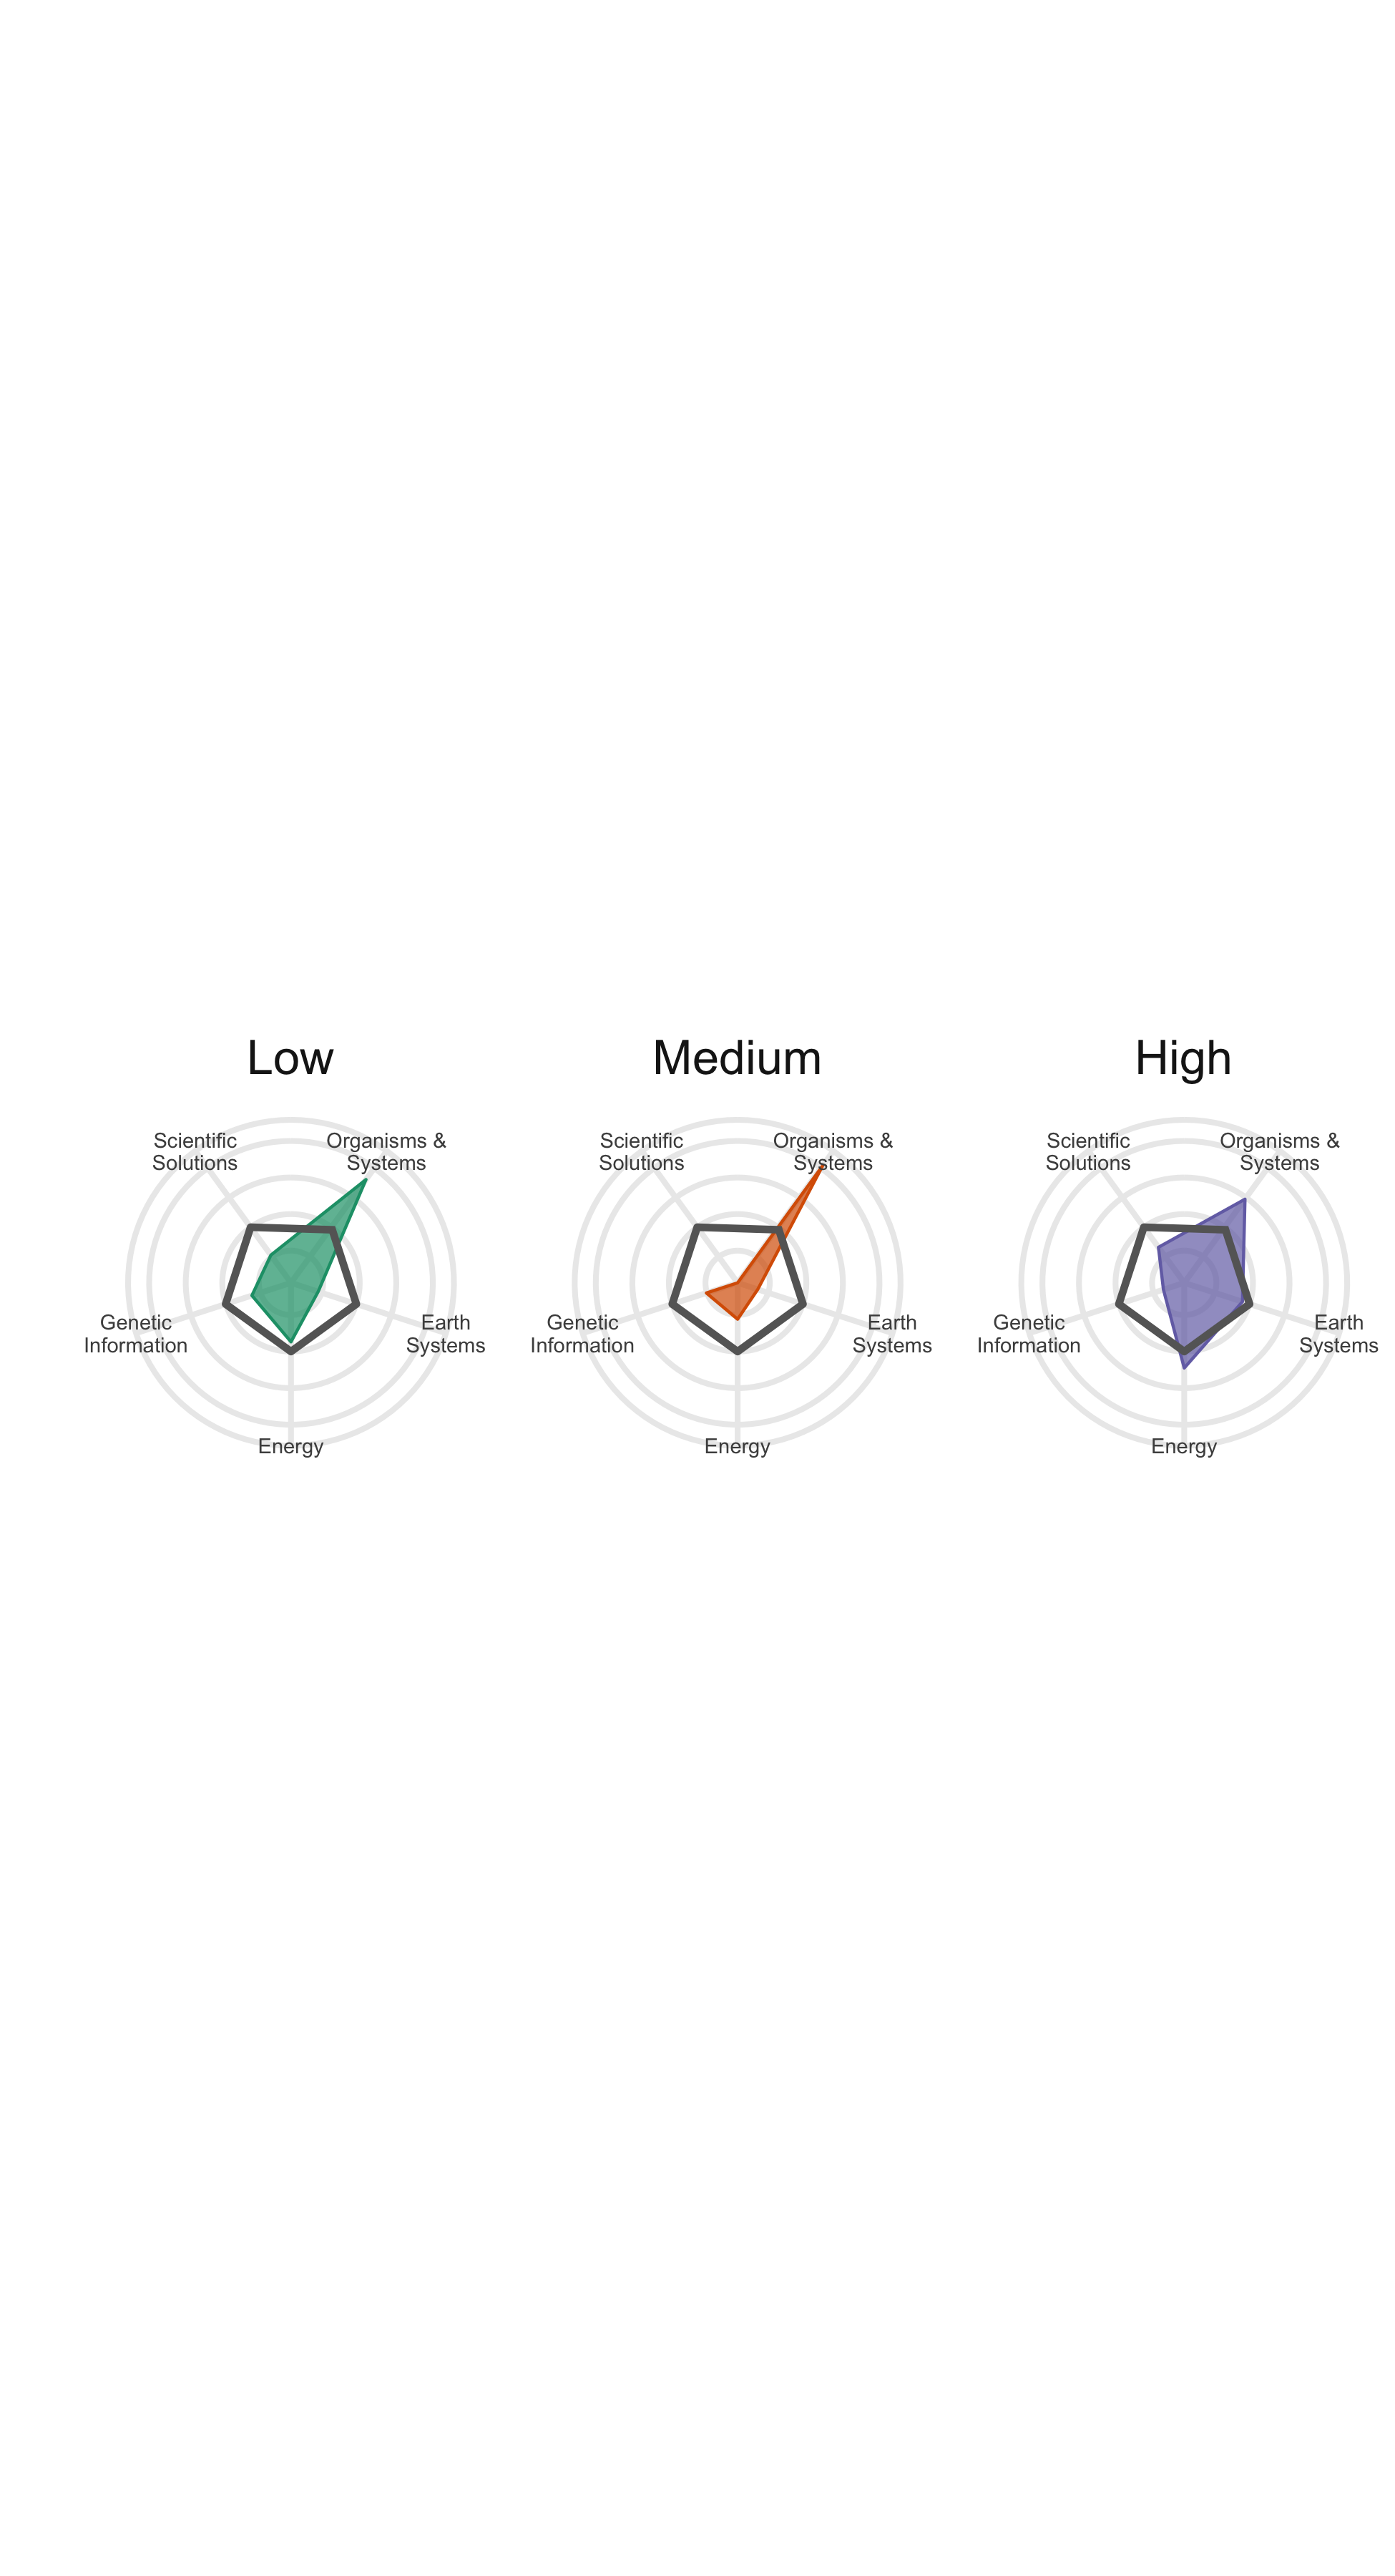 Low
Medium
High
Scientific
Solutions
Organisms &
Systems
Genetic
Information
Earth
Systems
Energy
Scientific
Solutions
Organisms &
Systems
Genetic
Information
Earth
Systems
Energy
Scientific
Solutions
Organisms &
Systems
Genetic
Information
Earth
Systems
Energy